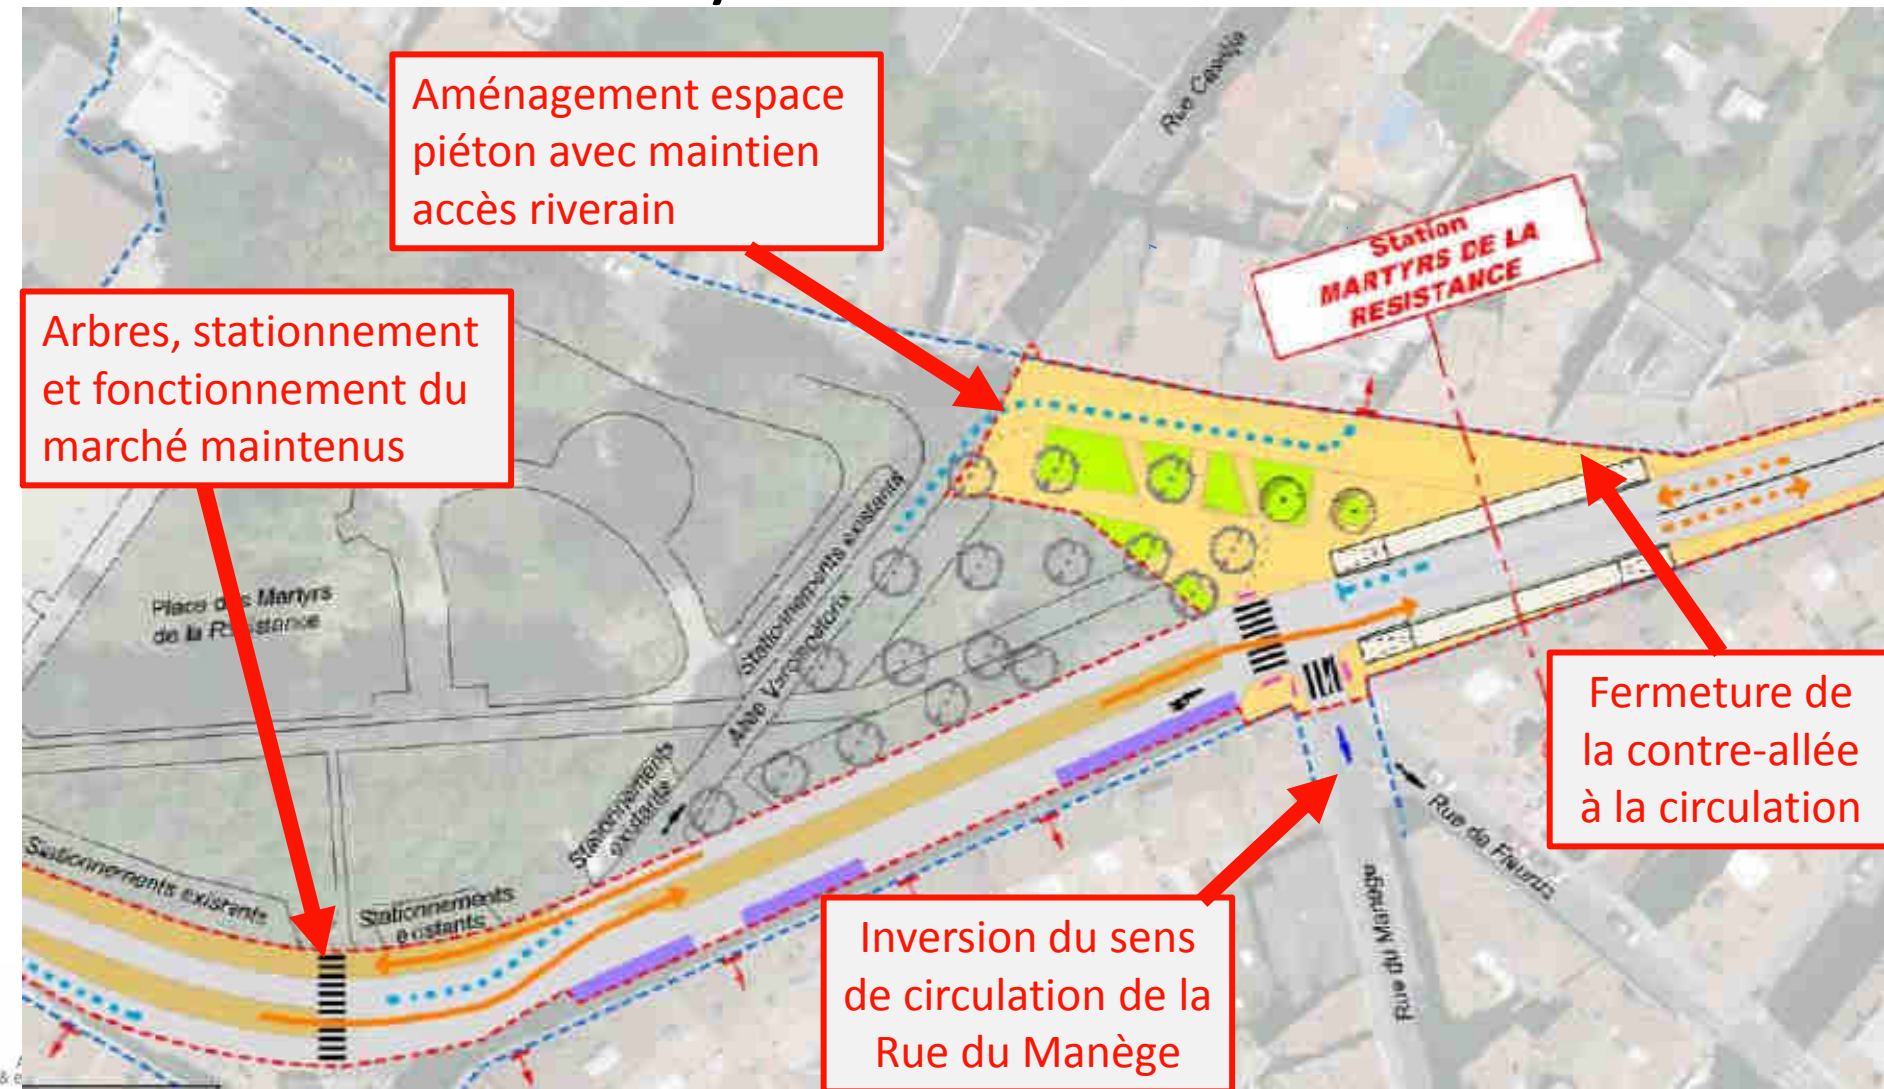 Aménagement espace
piéton avec maintien
accès riverain
Station
MARTYRS DE LA
RESISTANCE
Arbres, stationnement
et fonctionnement du
marché maintenus
Place des Martyrs
de la Résistance
Stationnements existants
Allée Vercingétorix
Stationnements
existants
Stationnements existants
Stationnements
existants
Fermeture de
la contre-allée
à la circulation
Rue de Fleurus
Rue du Manège
Inversion du sens
de circulation de la
Rue du Manège